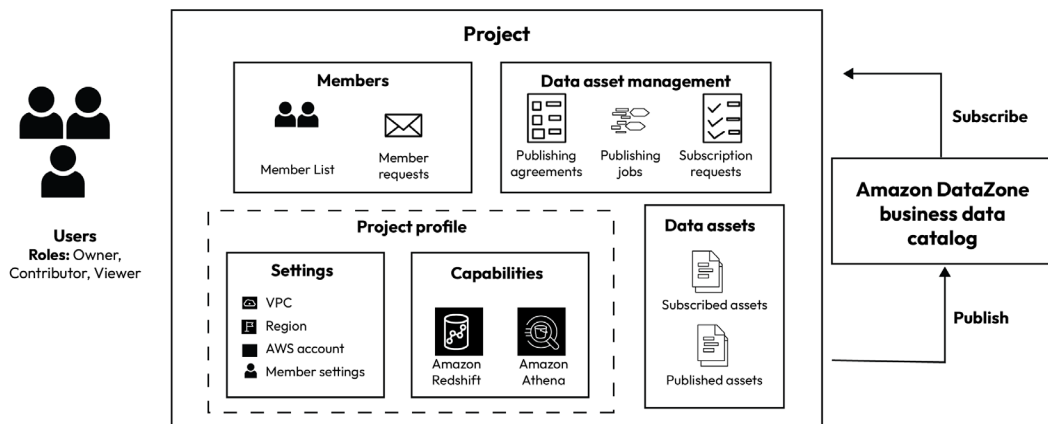 Project
Members
Member List
Member
requests
Data asset management
Publishing
agreements
Publishing
jobs
Subscription
requests
Users
Roles: Owner,
Contributor, Viewer
Project profile
Settings
VPC
Region
AWS account
Member settings
Capabilities
Amazon
Redshift
Amazon
Athena
Data assets
Subscribed assets
Published assets
Subscribe
Amazon DataZone
business data
catalog
Publish